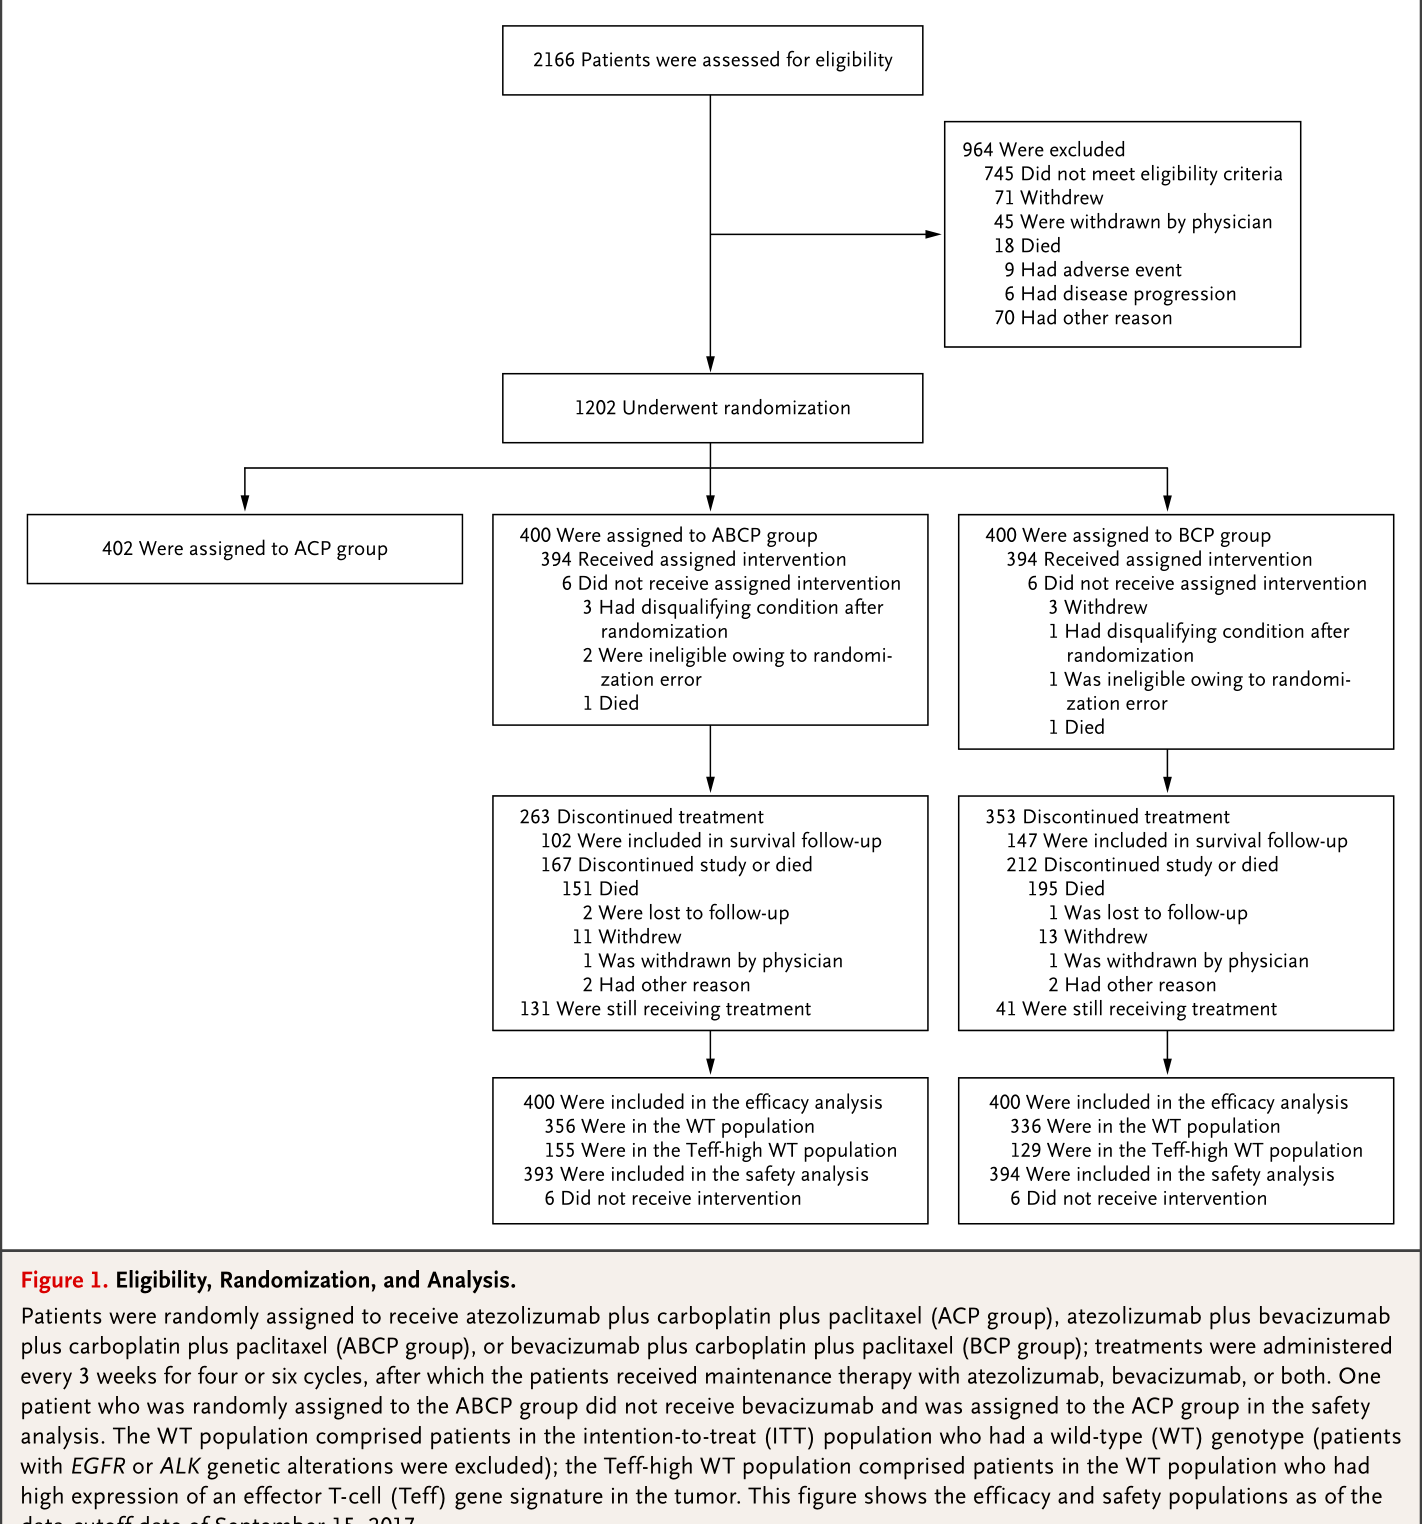 2166 Patients were assessed for eligibility
964 Were excluded
745 Did not meet eligibility criteria
71 Withdrew
45 Were withdrawn by physician
18 Died
9 Had adverse event
6 Had disease progression
70 Had other reason
1202 Underwent randomization
402 Were assigned to ACP group
400 Were assigned to ABCP group
394 Received assigned intervention
6 Did not receive assigned intervention
3 Had disqualifying condition after
randomization
2 Were ineligible owing to randomi-
zation error
1 Died
400 Were assigned to BCP group
394 Received assigned intervention
6 Did not receive assigned intervention
3 Withdrew
1 Had disqualifying condition after
randomization
1 Was ineligible owing to randomi-
zation error
1 Died
263 Discontinued treatment
102 Were included in survival follow-up
167 Discontinued study or died
151 Died
2 Were lost to follow-up
11 Withdrew
1 Was withdrawn by physician
2 Had other reason
131 Were still receiving treatment
353 Discontinued treatment
147 Were included in survival follow-up
212 Discontinued study or died
195 Died
1 Was lost to follow-up
13 Withdrew
1 Was withdrawn by physician
2 Had other reason
41 Were still receiving treatment
400 Were included in the efficacy analysis
356 Were in the WT population
155 Were in the Teff-high WT population
393 Were included in the safety analysis
6 Did not receive intervention
400 Were included in the efficacy analysis
336 Were in the WT population
129 Were in the Teff-high WT population
394 Were included in the safety analysis
6 Did not receive intervention
Figure 1. Eligibility, Randomization, and Analysis.
Patients were randomly assigned to receive atezolizumab plus carboplatin plus paclitaxel (ACP group), atezolizumab plus bevacizumab
plus carboplatin plus paclitaxel (ABCP group), or bevacizumab plus carboplatin plus paclitaxel (BCP group); treatments were administered
every 3 weeks for four or six cycles, after which the patients received maintenance therapy with atezolizumab, bevacizumab, or both. One
patient who was randomly assigned to the ABCP group did not receive bevacizumab and was assigned to the ACP group in the safety
analysis. The WT population comprised patients in the intention-to-treat (ITT) population who had a wild-type (WT) genotype (patients
with EGFR or ALK genetic alterations were excluded); the Teff-high WT population comprised patients in the WT population who had
high expression of an effector T-cell (Teff) gene signature in the tumor. This figure shows the efficacy and safety populations as of the
data-cutoff date of September 15, 2017.